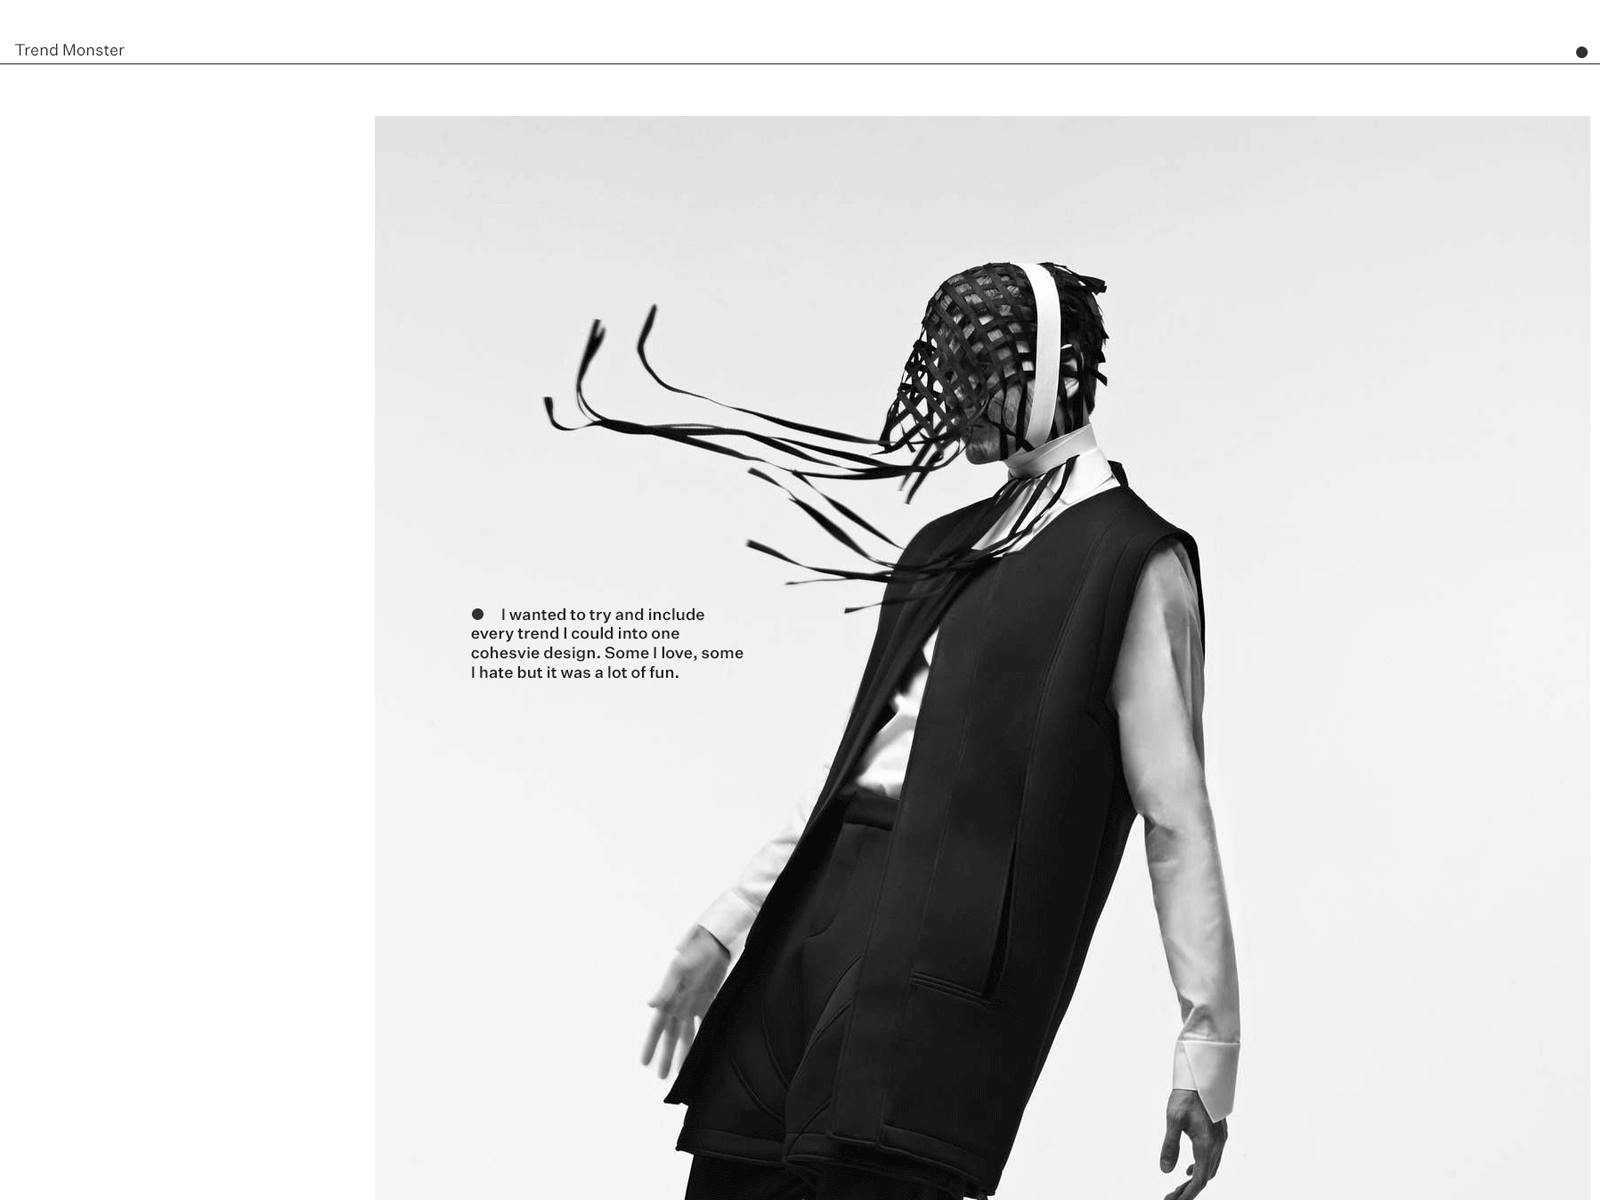 Trend Monster
● I wanted to try and include
every trend I could into one
cohesvie design. Some I love, some
I hate but it was a lot of fun.